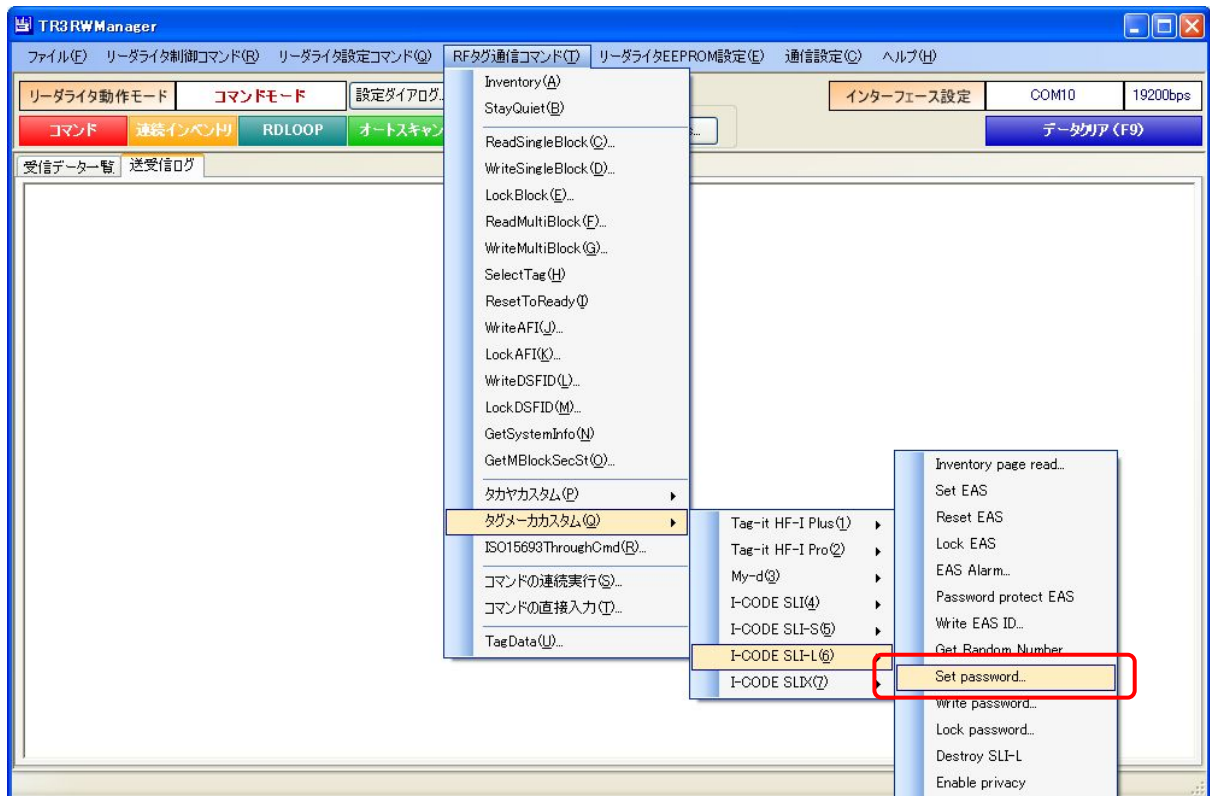 TR3RWManager
ファイル(F) リーダライタ制御コマンド(R) リーダライタ設定コマンド(Q) RFタグ通信コマンド(T) リーダライタEEPROM設定(E) 通信設定(C) ヘルプ(H)
リーダライタ動作モード コマンドモード 設定ダイアログ.. インターフェース設定 COM10 19200bps
コマンド 連続インベントリ RDLOOP オートスキャン データクリア(F9)
受信データ一覧 送受信ログ
Inventory(A)
StayQuiet(B)
ReadSingleBlock(C)...
WriteSingleBlock(D)...
LockBlock(E)...
ReadMultiBlock(F)...
WriteMultiBlock(G)...
SelectTag(H)
ResetToReady(I)
WriteAFI(J)...
LockAFI(K)...
WriteDSFID(L)...
LockDSFID(M)...
GetSystemInfo(N)
GetMBlockSecSt(O)...
タカヤカスタム(P)
タグメーカカスタム(Q)
ISO15693ThroughCmd(R)...
コマンドの連続実行(S)...
コマンドの直接入力(T)...
TagData(U)...
Tag-it HF-I Plus(1)
Tag-it HF-I Pro(2)
My-d(3)
I-CODE SLI(4)
I-CODE SLI-S(5)
I-CODE SLI-L(6)
I-CODE SLIX(7)
Inventory page read...
Set EAS
Reset EAS
Lock EAS
EAS Alarm...
Password protect EAS
Write EAS ID...
Get Random Number
Set password...
Write password...
Lock password...
Destroy SLI-L
Enable privacy